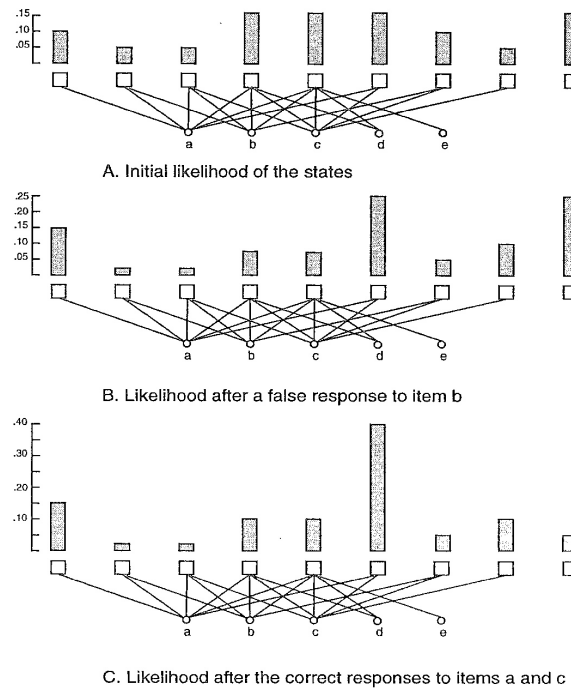 .15
.10
.05
a b c d e
A. Initial likelihood of the states
.25
.20
.15
.10
.05
a b c d e
B. Likelihood after a false response to item b
.40
.30
.20
.10
a b c d e
C. Likelihood after the correct responses to items a and c